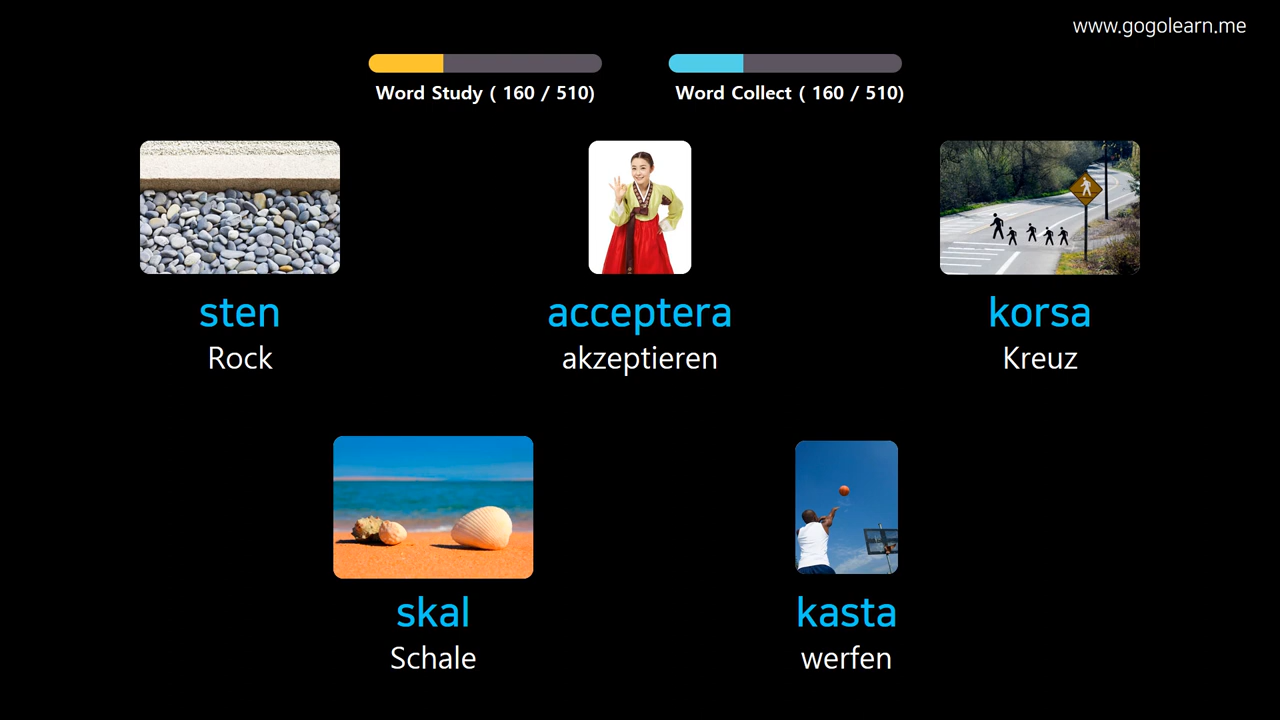 www.gogolearn.me
Word Study ( 160 / 510)
Word Collect ( 160 / 510)
sten
Rock
acceptera
akzeptieren
korsa
Kreuz
skal
Schale
kasta
werfen